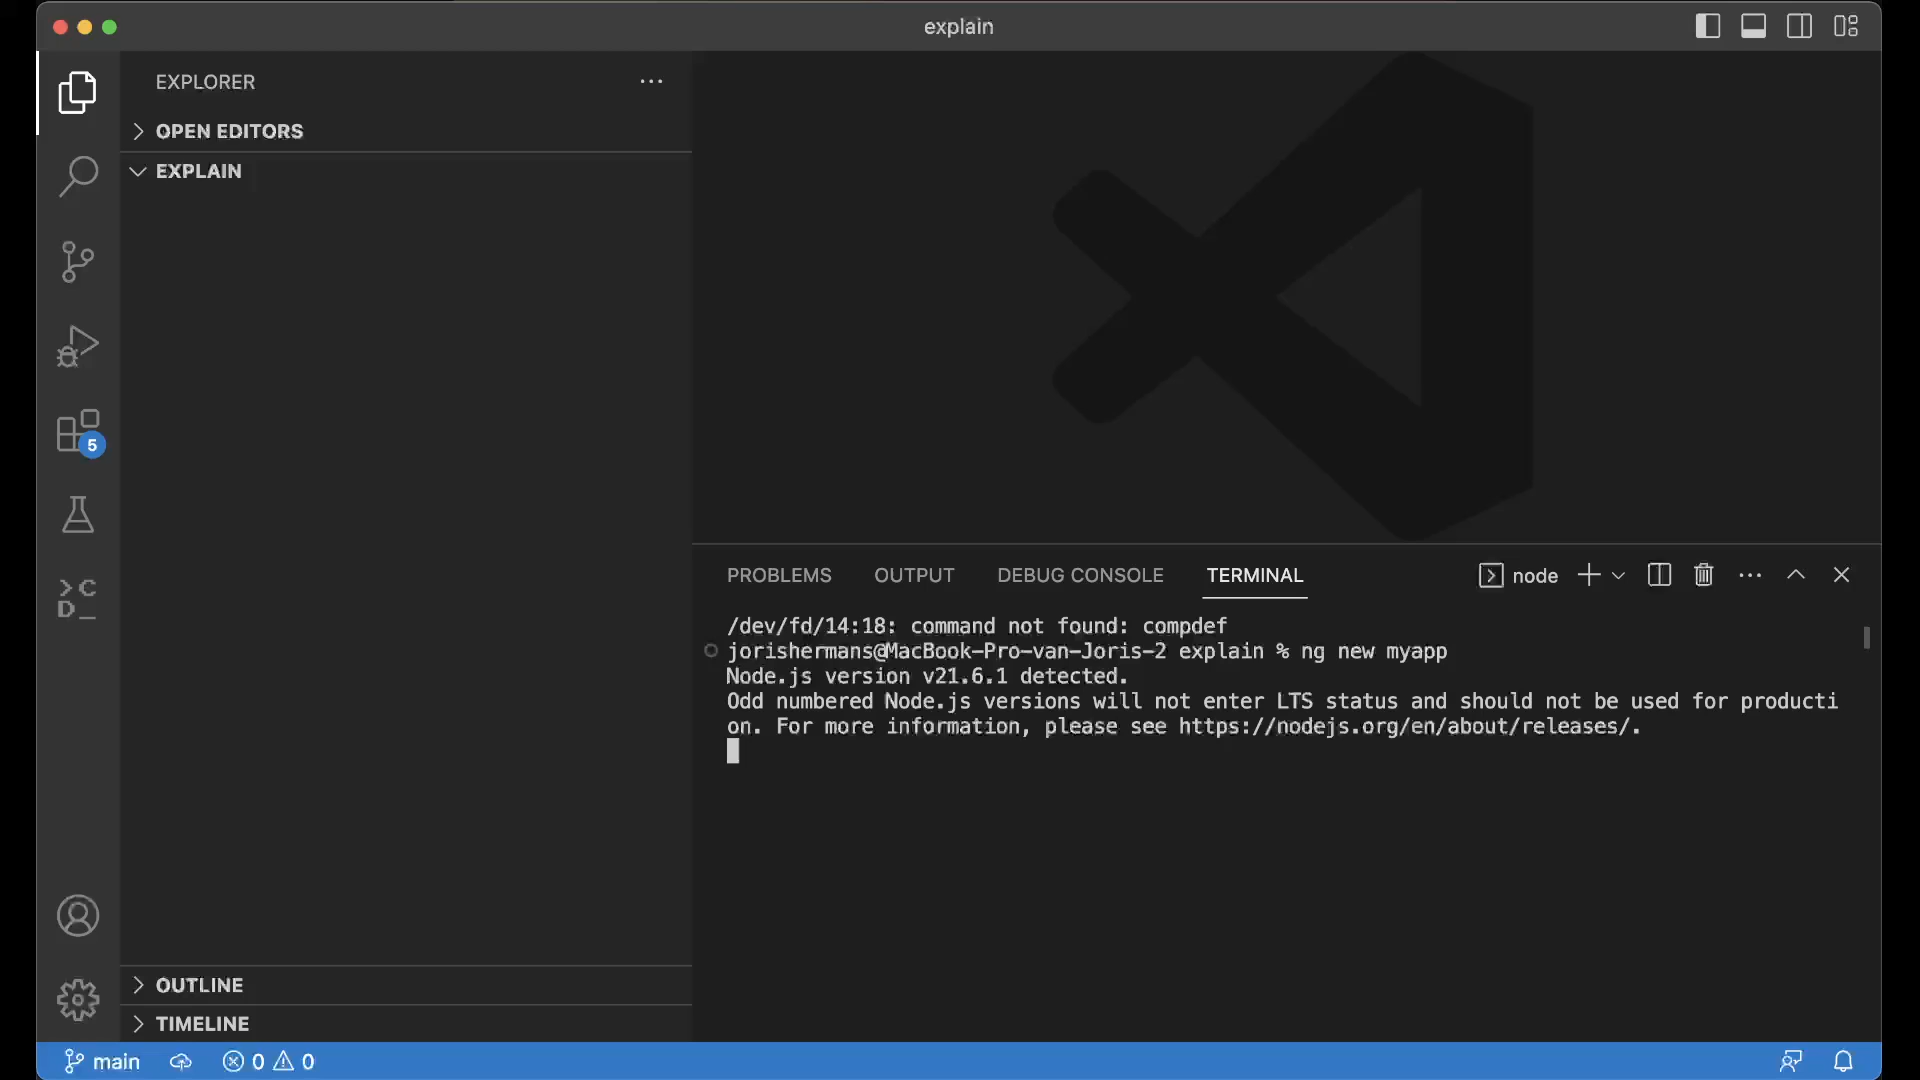 explain
EXPLORER
OPEN EDITORS
EXPLAIN
5
>C
D_
PROBLEMS OUTPUT DEBUG CONSOLE TERMINAL node
/dev/fd/14:18: command not found: compdef
jorishermans@MacBook-Pro-van-Joris-2 explain % ng new myapp
Node.js version v21.6.1 detected.
Odd numbered Node.js versions will not enter LTS status and should not be used for producti
on. For more information, please see https://nodejs.org/en/about/releases/.
OUTLINE
TIMELINE
main 0 0